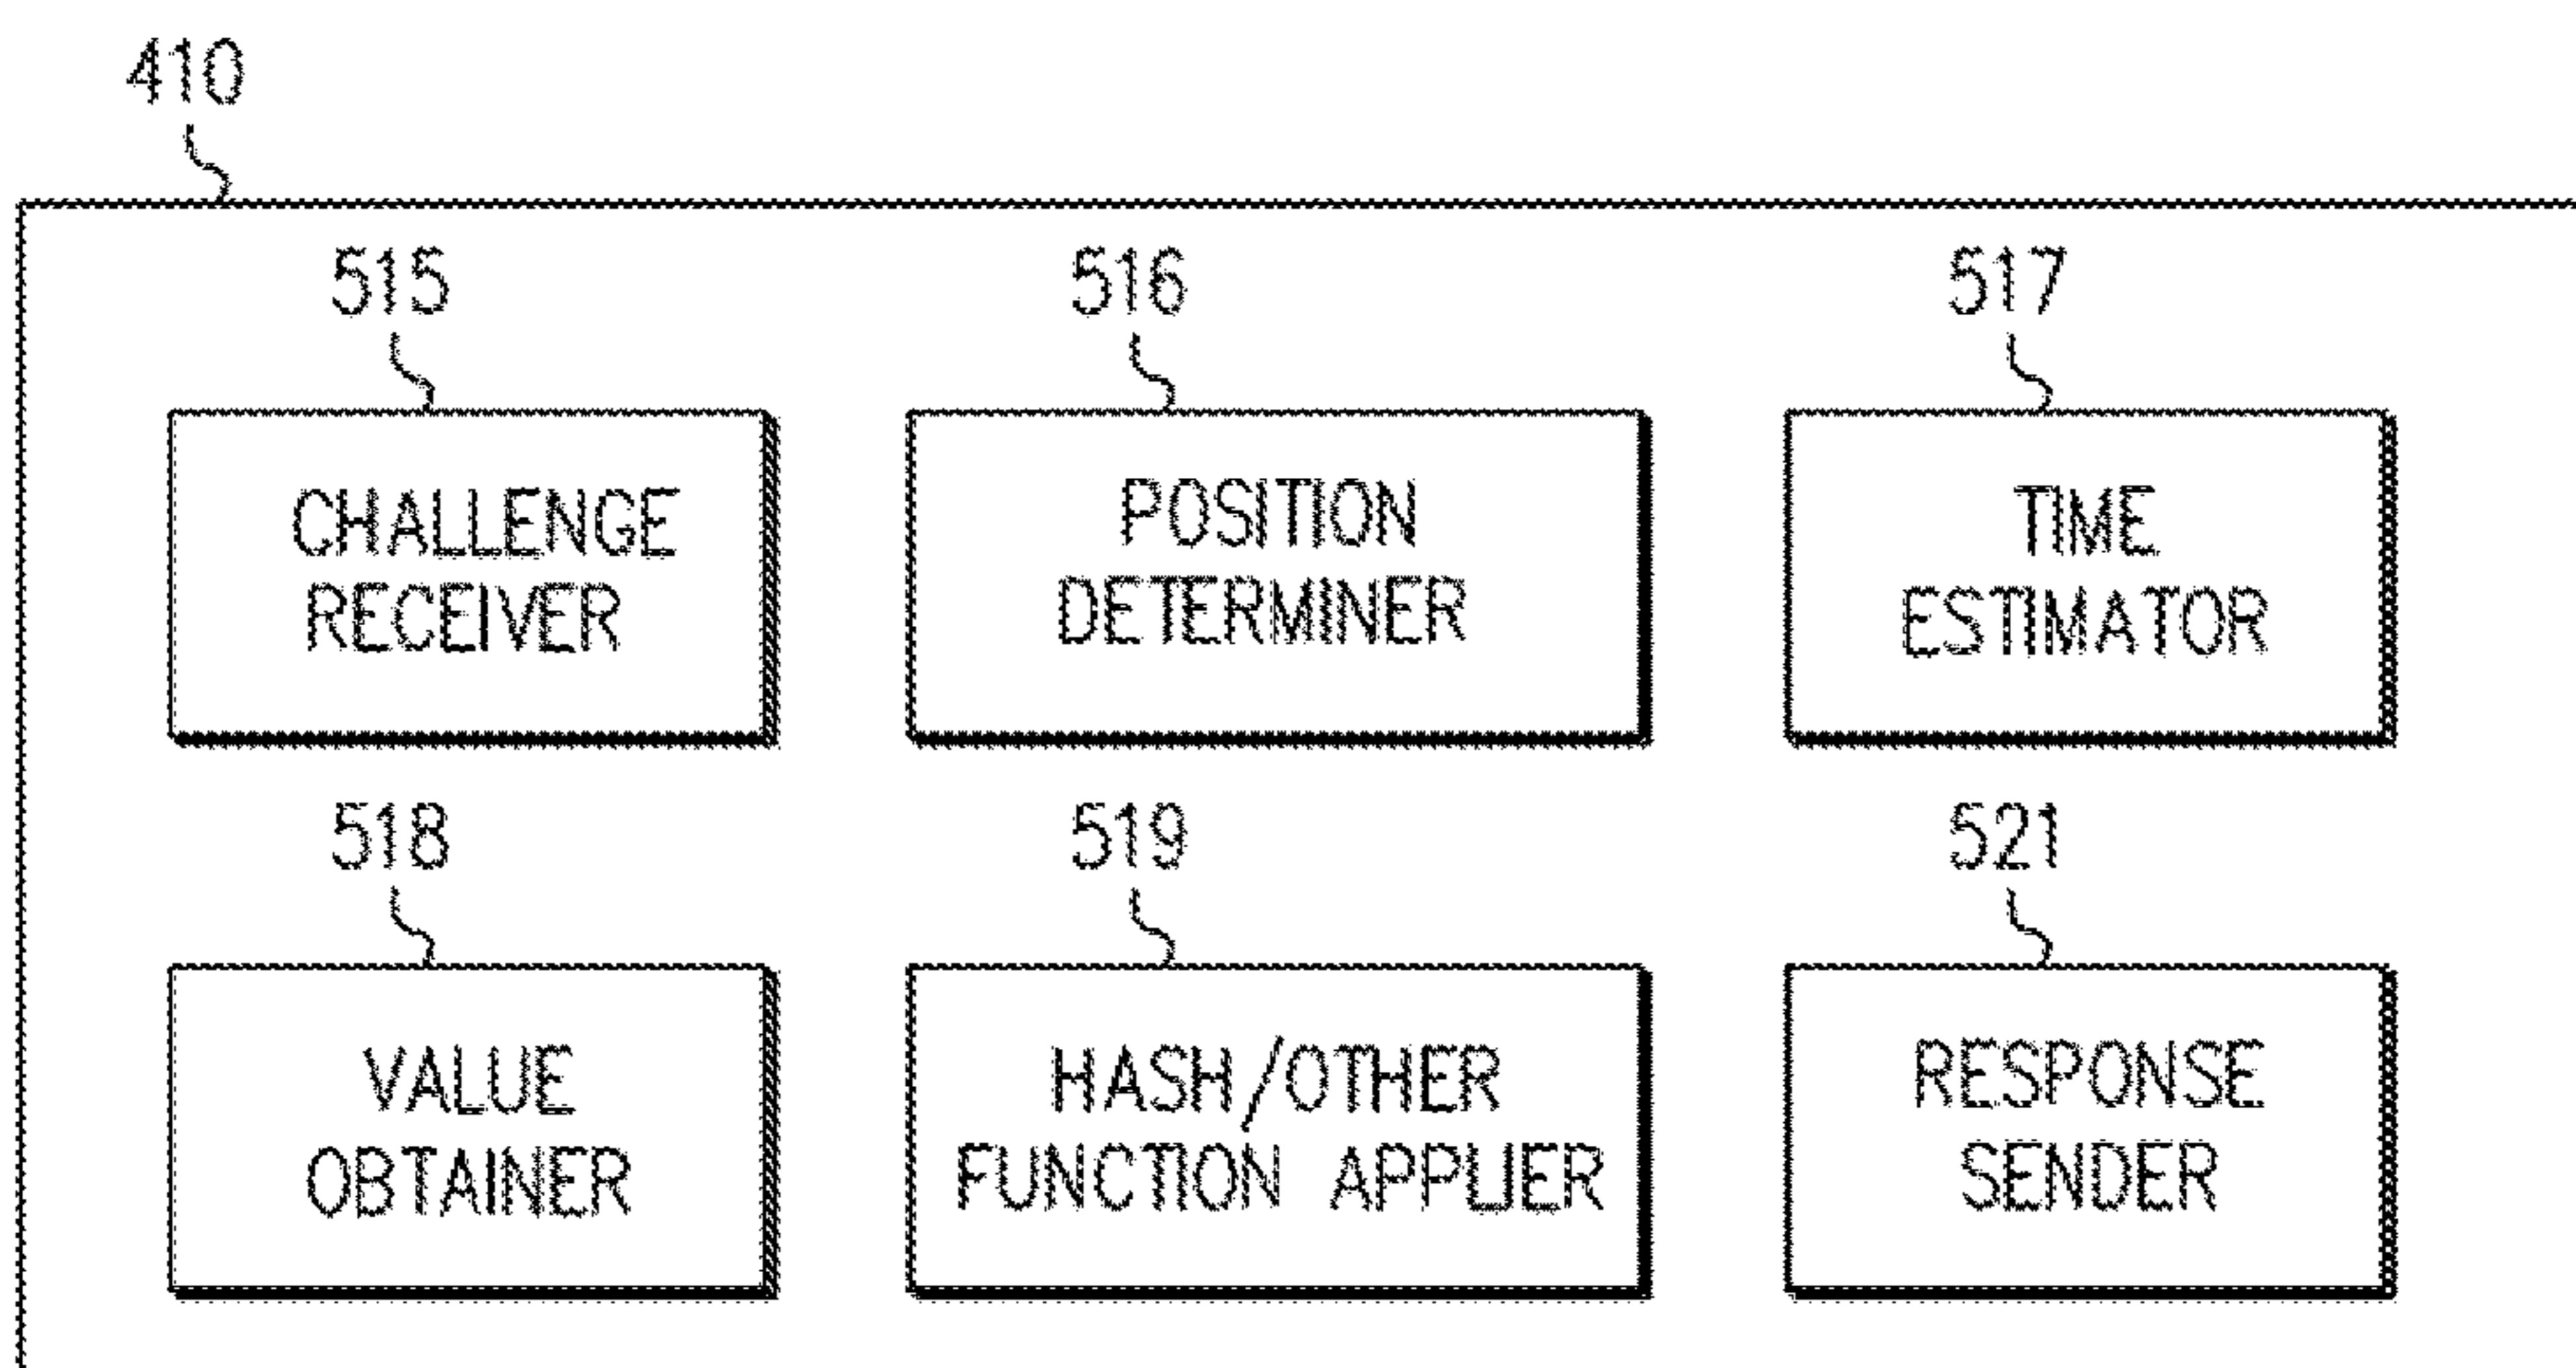 410
515
516
517
CHALLENGE
RECEIVER
POSITION
DETERMINER
TIME
ESTIMATOR
518
519
521
VALUE
OBTAINER
HASH/OTHER
FUNCTION APPLIER
RESPONSE
SENDER